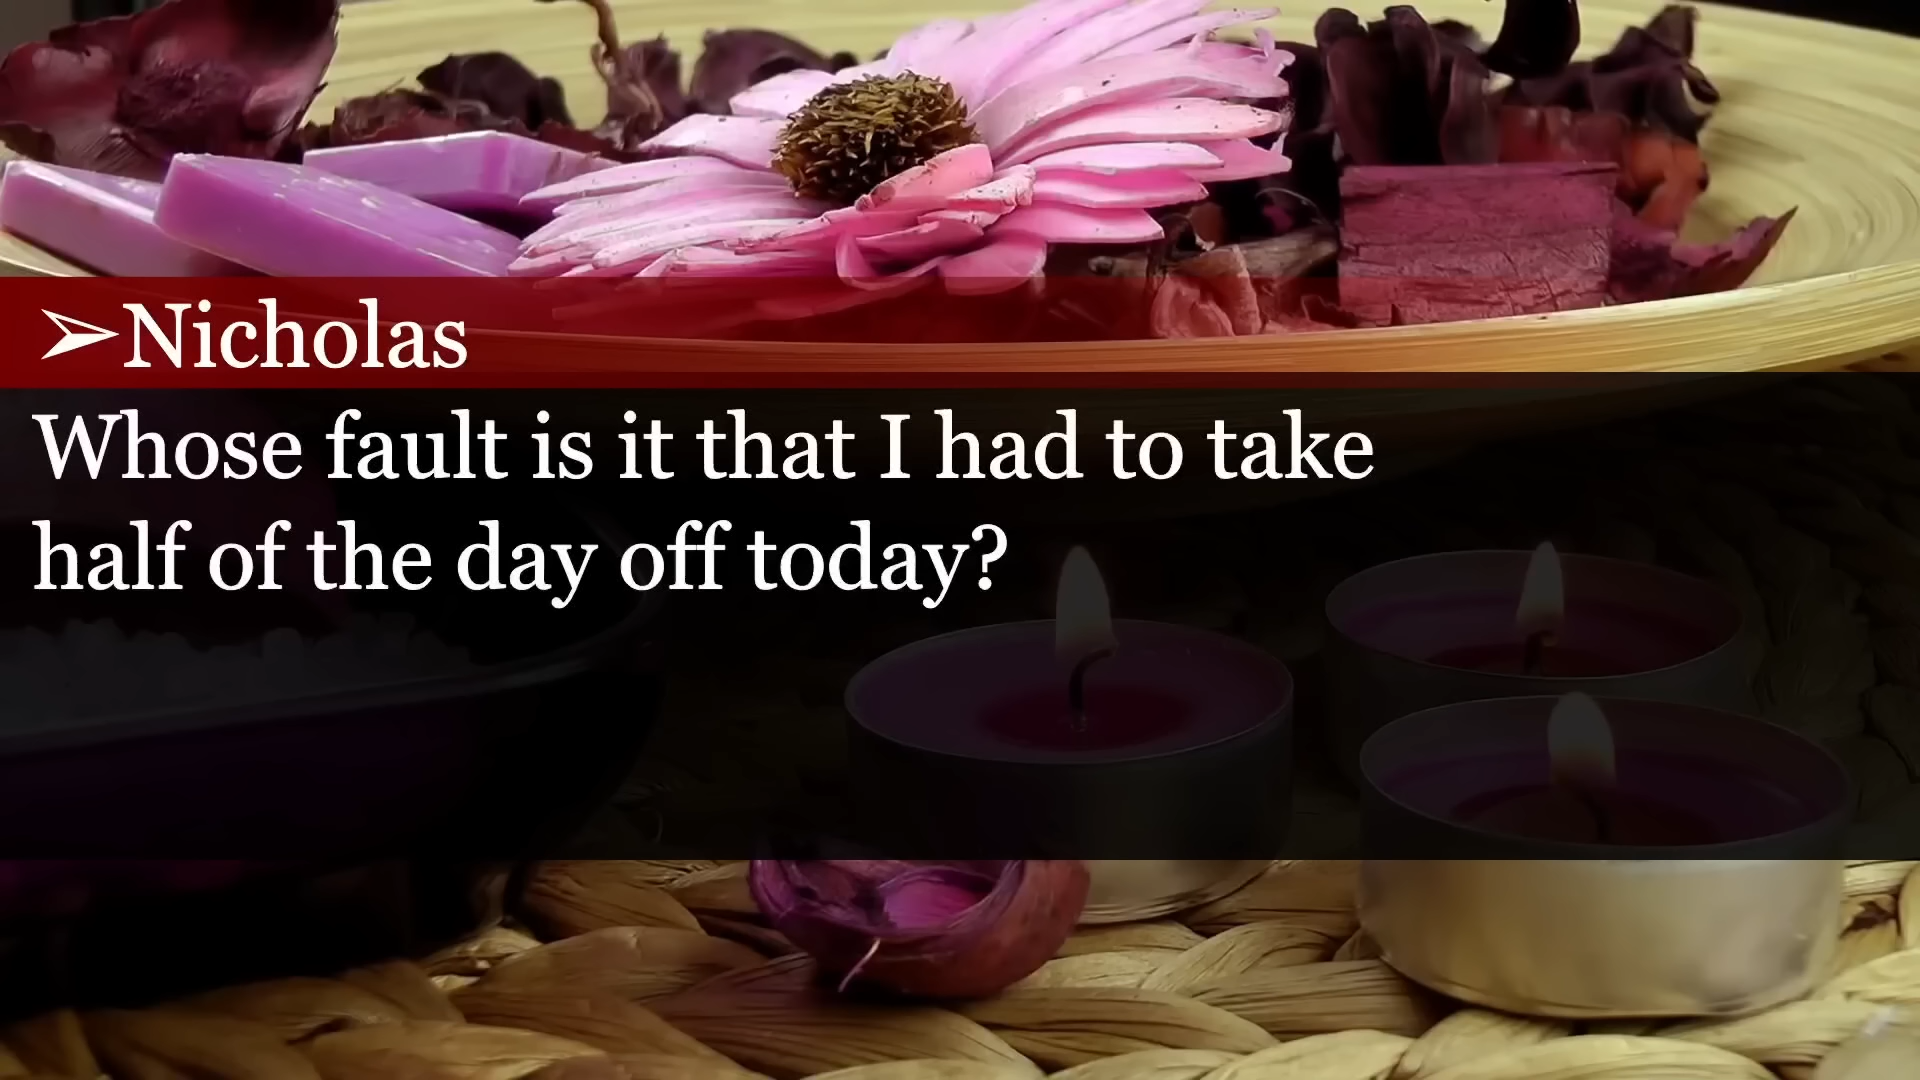 ➢Nicholas
Whose fault is it that I had to take
half of the day off today?